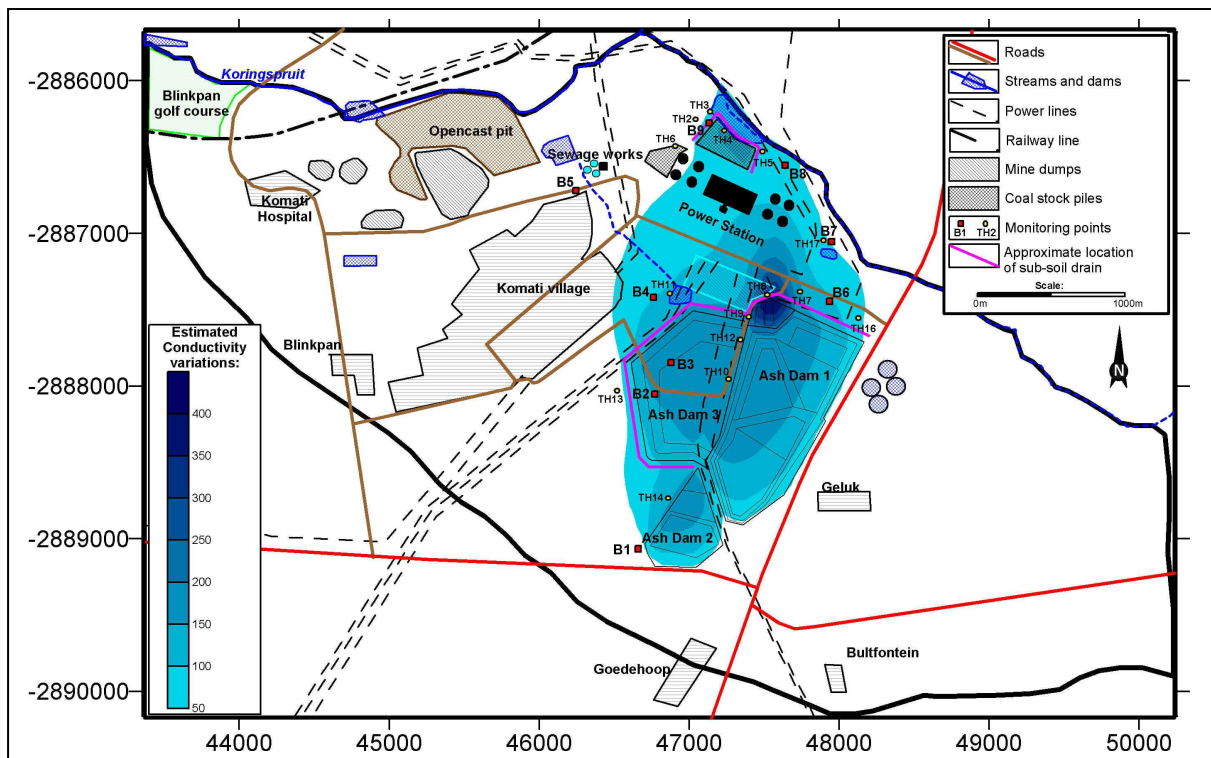 -2886000
-2887000
-2888000
-2889000
-2890000
44000
45000
46000
47000
48000
49000
50000
Koringspruit
Blinkpan
golf course
Opencast pit
Sewage works
B5
Komati
Hospital
Komati village
Blinkpan
TH3
TH2
B9
TH4
TH6
TH5
B8
Power Station
B7
TH17
TH11
B4
TH8
TH7
B6
TH9
TH16
TH12
B3
TH10
Ash Dam 1
B2
TH13
Ash Dam 3
TH14
Ash Dam 2
B1
Geluk
Goedehoop
Bultfontein
Roads
Streams and dams
Power lines
Railway line
Mine dumps
Coal stock piles
B1 TH2 Monitoring points
Approximate location
of sub-soil drain
Scale:
0m 1000m
N
Estimated
Conductivity
variations:
400
350
300
250
200
150
100
50